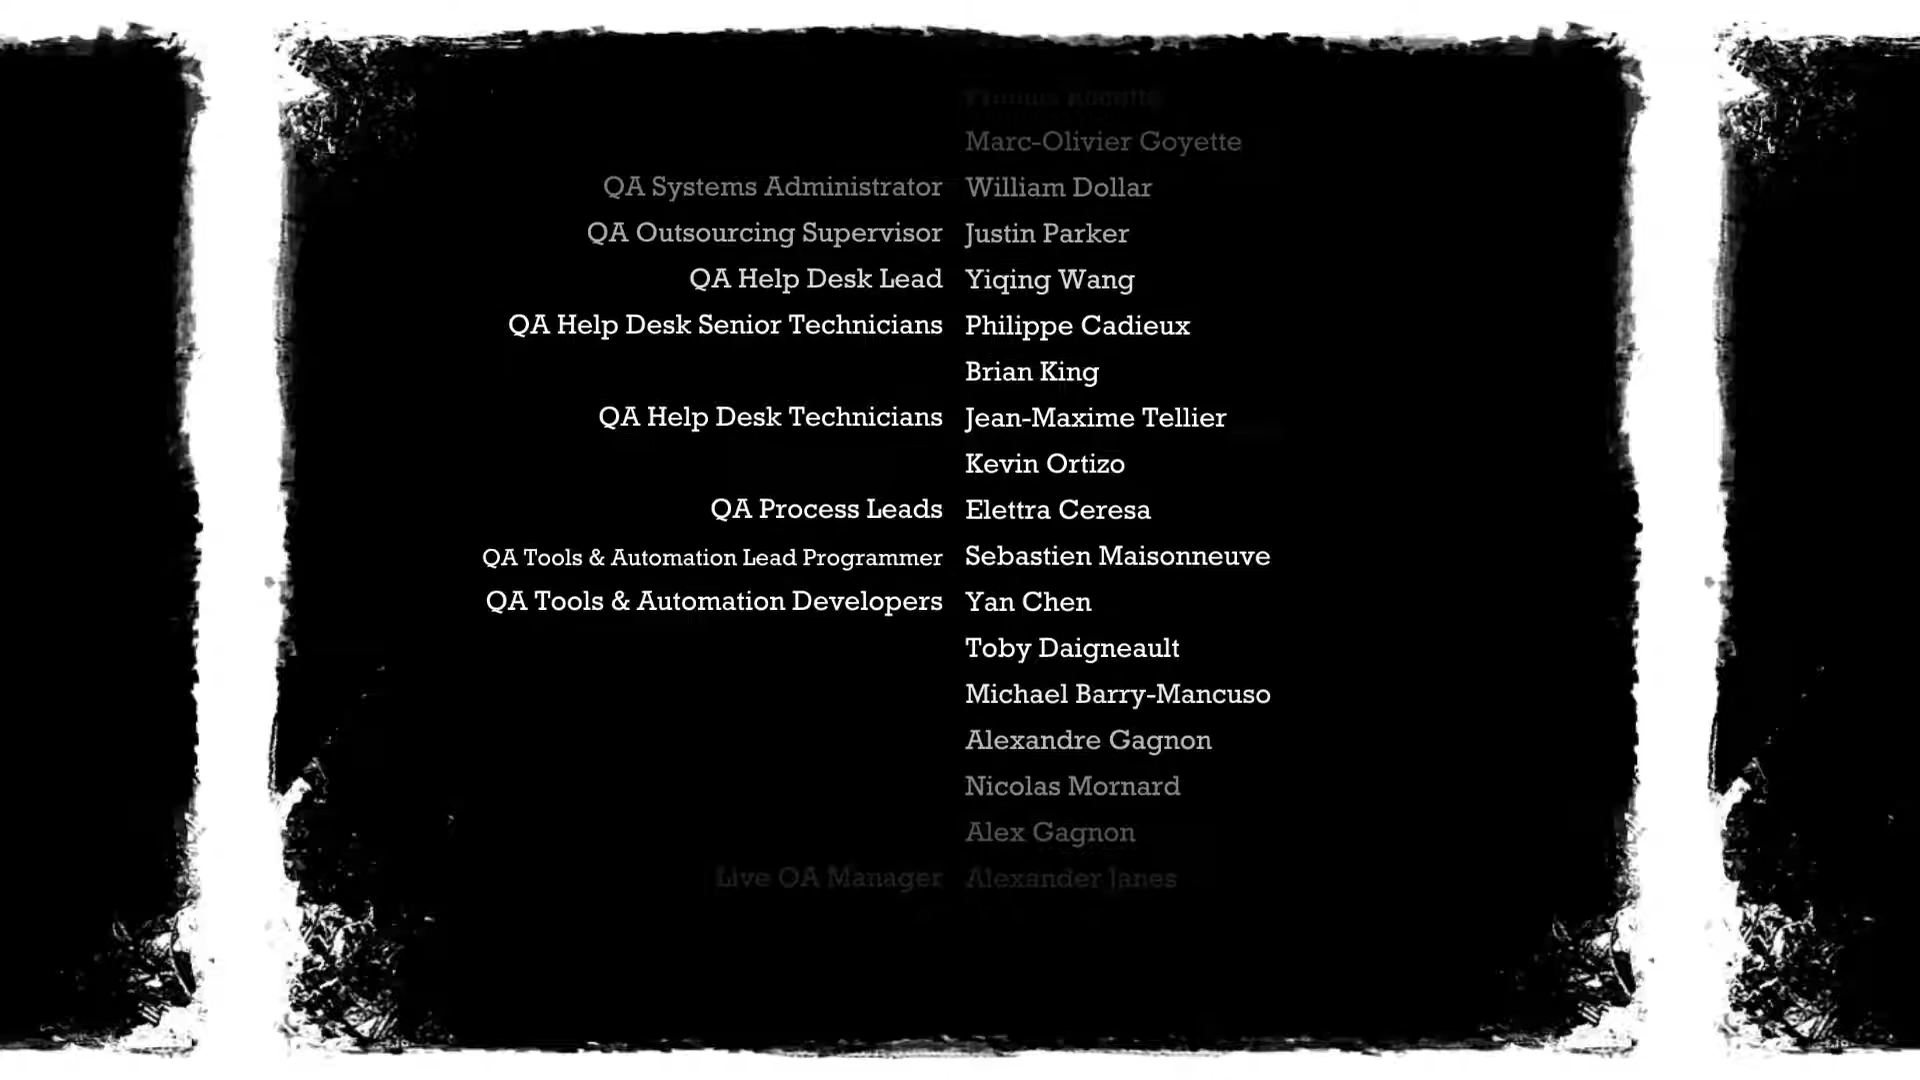 Marc-Olivier Goyette
QA Systems Administrator William Dollar
QA Outsourcing Supervisor Justin Parker
QA Help Desk Lead Yiqing Wang
QA Help Desk Senior Technicians Philippe Cadieux
Brian King
QA Help Desk Technicians Jean-Maxime Tellier
Kevin Ortizo
QA Process Leads Elettra Ceresa
QA Tools & Automation Lead Programmer Sebastien Maisonneuve
QA Tools & Automation Developers Yan Chen
Toby Daigneault
Michael Barry-Mancuso
Alexandre Gagnon
Nicolas Mornard
Alex Gagnon
Live QA Manager Alexander Janes